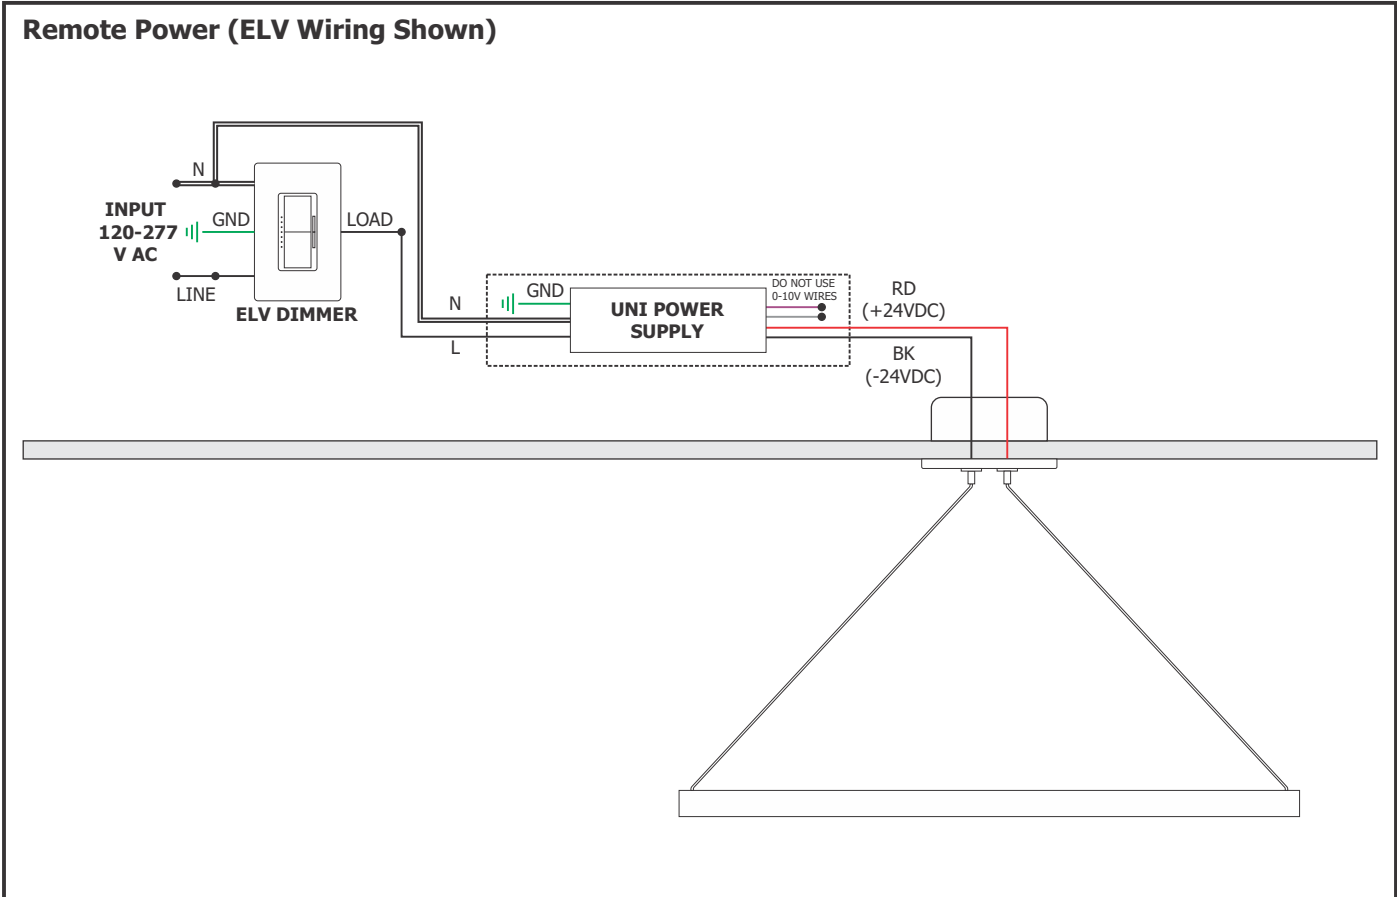 Remote Power (ELV Wiring Shown)
N
INPUT
120-277
V AC
GND
LINE
LOAD
ELV DIMMER
N
L
GND
UNI POWER
SUPPLY
DO NOT USE
0-10V WIRES
RD
(+24VDC)
BK
(-24VDC)